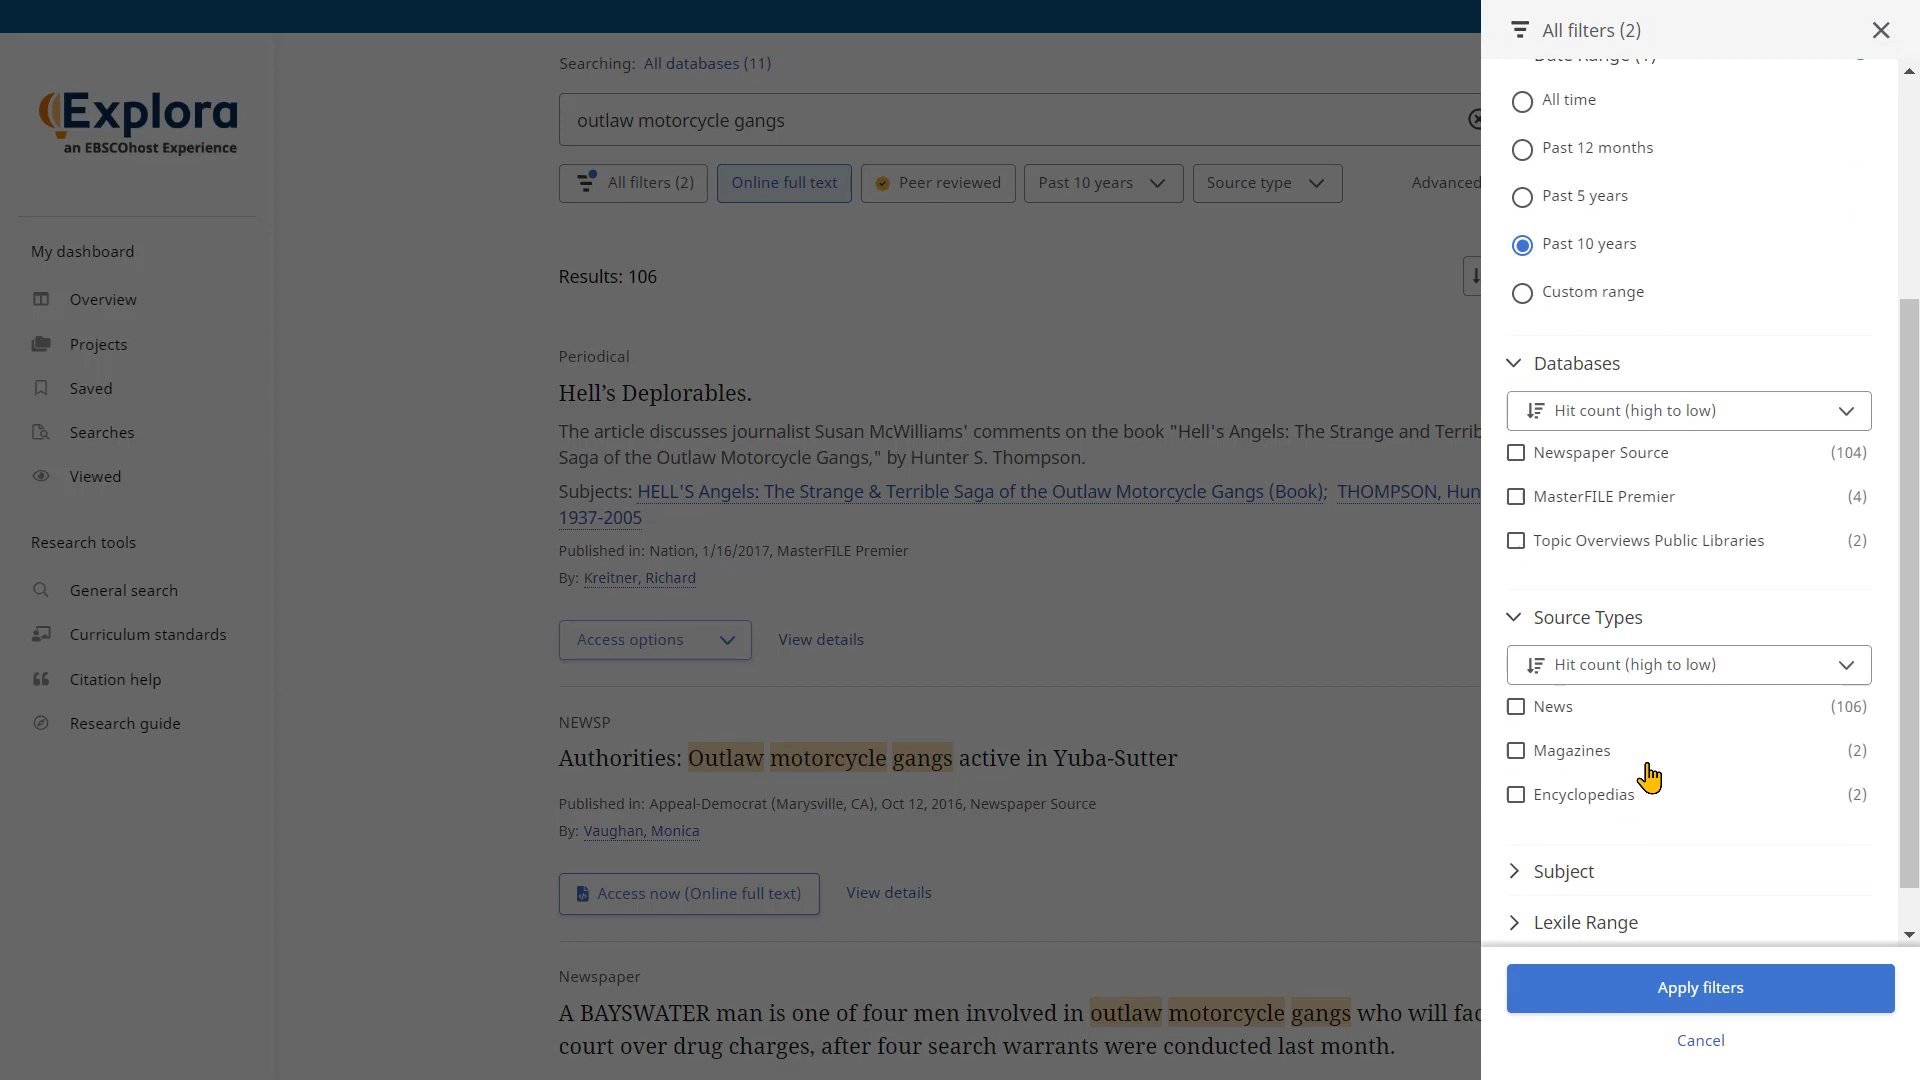 Explora
an EBSCOhost Experience
My dashboard
Overview
Projects
Saved
Searches
Viewed
Research tools
General search
Curriculum standards
Citation help
Research guide
Searching: All databases (11)
outlaw motorcycle gangs
All filters (2)
Online full text
Peer reviewed
Past 10 years
Source type
Advanced
Results: 106
Periodical
Hell’s Deplorables.
The article discusses journalist Susan McWilliams' comments on the book "Hell's Angels: The Strange and Terrib
Saga of the Outlaw Motorcycle Gangs," by Hunter S. Thompson.
Subjects: HELL'S Angels: The Strange & Terrible Saga of the Outlaw Motorcycle Gangs (Book); THOMPSON, Hun
1937-2005
Published in: Nation, 1/16/2017, MasterFILE Premier
By: Kreitner, Richard
Access options
View details
NEWSP
Authorities: Outlaw motorcycle gangs active in Yuba-Sutter
Published in: Appeal-Democrat (Marysville, CA), Oct 12, 2016, Newspaper Source
By: Vaughan, Monica
Access now (Online full text)
View details
Newspaper
A BAYSWATER man is one of four men involved in outlaw motorcycle gangs who will fac
court over drug charges, after four search warrants were conducted last month.
All filters (2)
Date Range (1)
All time
Past 12 months
Past 5 years
Past 10 years
Custom range
Databases
Hit count (high to low)
Newspaper Source (104)
MasterFILE Premier (4)
Topic Overviews Public Libraries (2)
Source Types
Hit count (high to low)
News (106)
Magazines (2)
Encyclopedias (2)
Subject
Lexile Range
Apply filters
Cancel